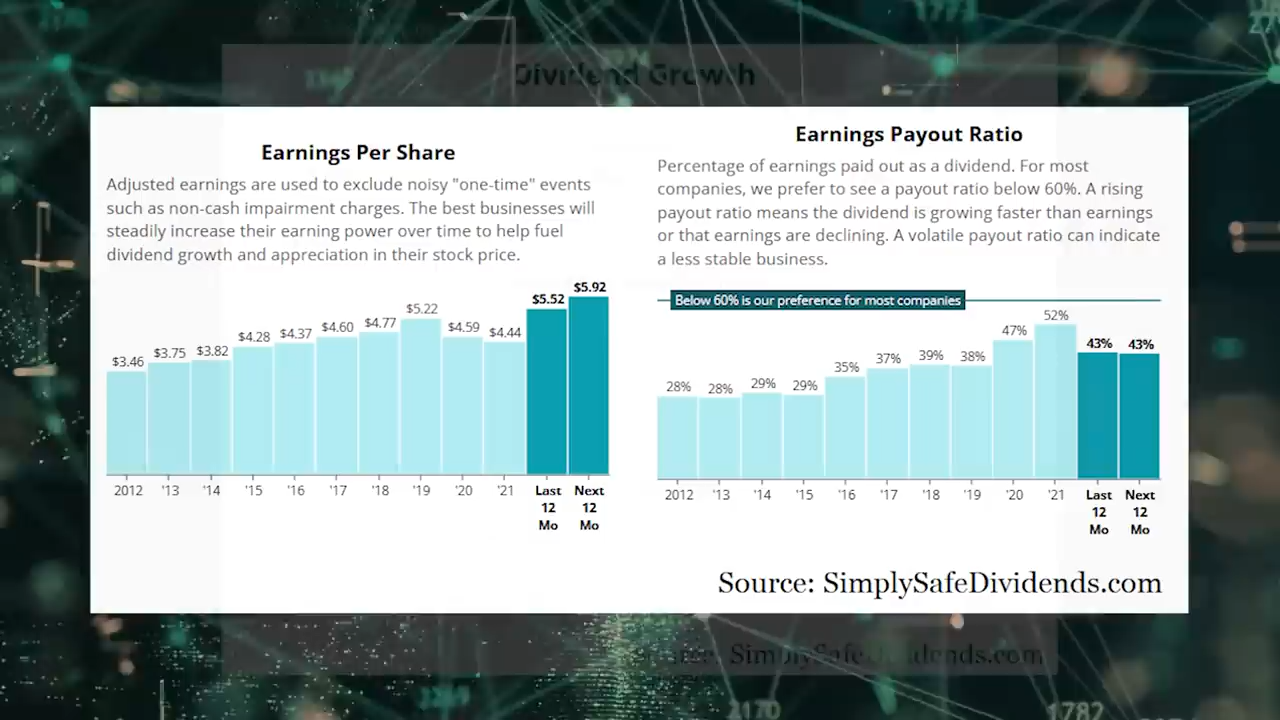 Dividend Growth
Earnings Per Share
Adjusted earnings are used to exclude noisy "one-time" events
such as non-cash impairment charges. The best businesses will
steadily increase their earning power over time to help fuel
dividend growth and appreciation in their stock price.
$3.46 $3.75 $3.82 $4.28 $4.37 $4.60 $4.77 $5.22 $4.59 $4.44 $5.52 $5.92
2012 '13 '14 '15 '16 '17 '18 '19 '20 '21 Last Next
12 12
Mo Mo
Earnings Payout Ratio
Percentage of earnings paid out as a dividend. For most
companies, we prefer to see a payout ratio below 60%. A rising
payout ratio means the dividend is growing faster than earnings
or that earnings are declining. A volatile payout ratio can indicate
a less stable business.
Below 60% is our preference for most companies
28% 28% 29% 29% 35% 37% 39% 38% 47% 52% 43% 43%
2012 '13 '14 '15 '16 '17 '18 '19 '20 '21 Last Next
12 12
Mo Mo
Source: SimplySafeDividends.com
SimplySafeDividends.com
2170
1782